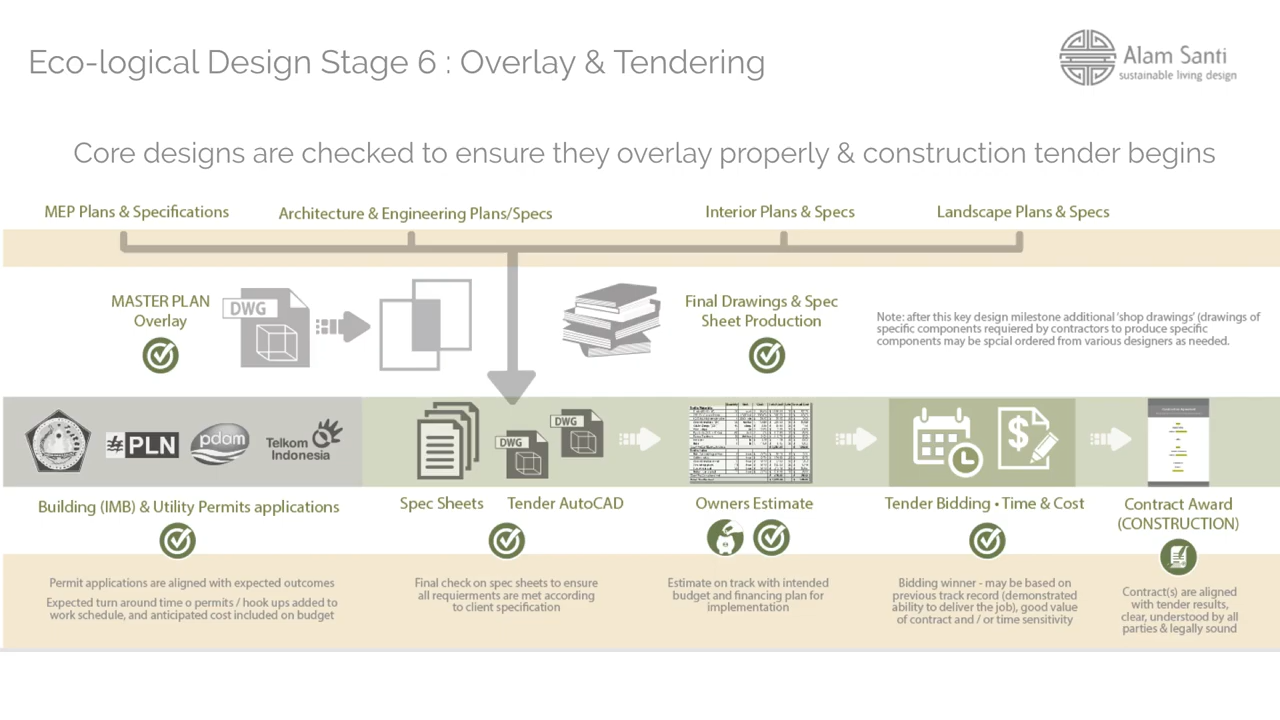 Eco-logical Design Stage 6 : Overlay & Tendering
Alam Santi
sustainable living design
Core designs are checked to ensure they overlay properly & construction tender begins
MEP Plans & Specifications
Architecture & Engineering Plans/Specs
Interior Plans & Specs
Landscape Plans & Specs
MASTER PLAN
Overlay
DWG
Final Drawings & Spec
Sheet Production
Note: after this key design milestone additional 'shop drawings' (drawings of
specific components requiered by contractors to produce specific
components may be spcial ordered from various designers as needed.
#PLN
pdam
Telkom
Indonesia
DWG
DWG
$
Building (IMB) & Utility Permits applications
Spec Sheets
Tender AutoCAD
Owners Estimate
Tender Bidding • Time & Cost
Contract Award
(CONSTRUCTION)
Permit applications are aligned with expected outcomes
Expected turn around time o permits / hook ups added to
work schedule, and anticipated cost included on budget
Final check on spec sheets to ensure
all requierments are met according
to client specification
Estimate on track with intended
budget and financing plan for
implementation
Bidding winner - may be based on
previous track record (demonstrated
ability to deliver the job), good value
of contract and / or time sensitivity
Contract(s) are aligned
with tender results,
clear, understood by all
parties & legally sound